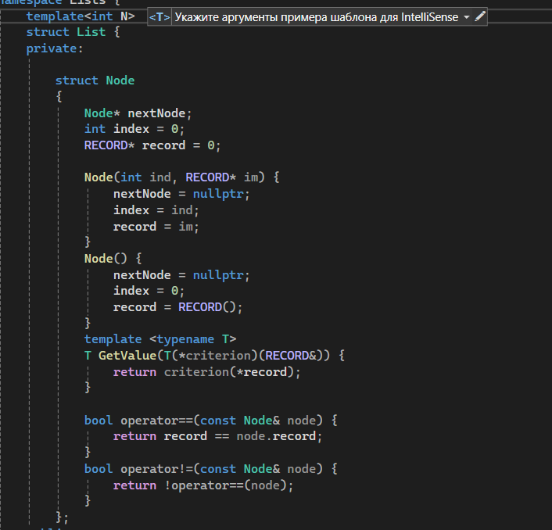 namespace Lists {
template<int N> <T> Укажите аргументы примера шаблона для IntelliSense
struct List {
private:
struct Node
{
Node* nextNode;
int index = 0;
RECORD* record = 0;
Node(int ind, RECORD* im) {
nextNode = nullptr;
index = ind;
record = im;
}
Node() {
nextNode = nullptr;
index = 0;
record = RECORD();
}
template <typename T>
T GetValue(T(*criterion)(RECORD&)) {
return criterion(*record);
}
bool operator==(const Node& node) {
return record == node.record;
}
bool operator!=(const Node& node) {
return !operator==(node);
}
};